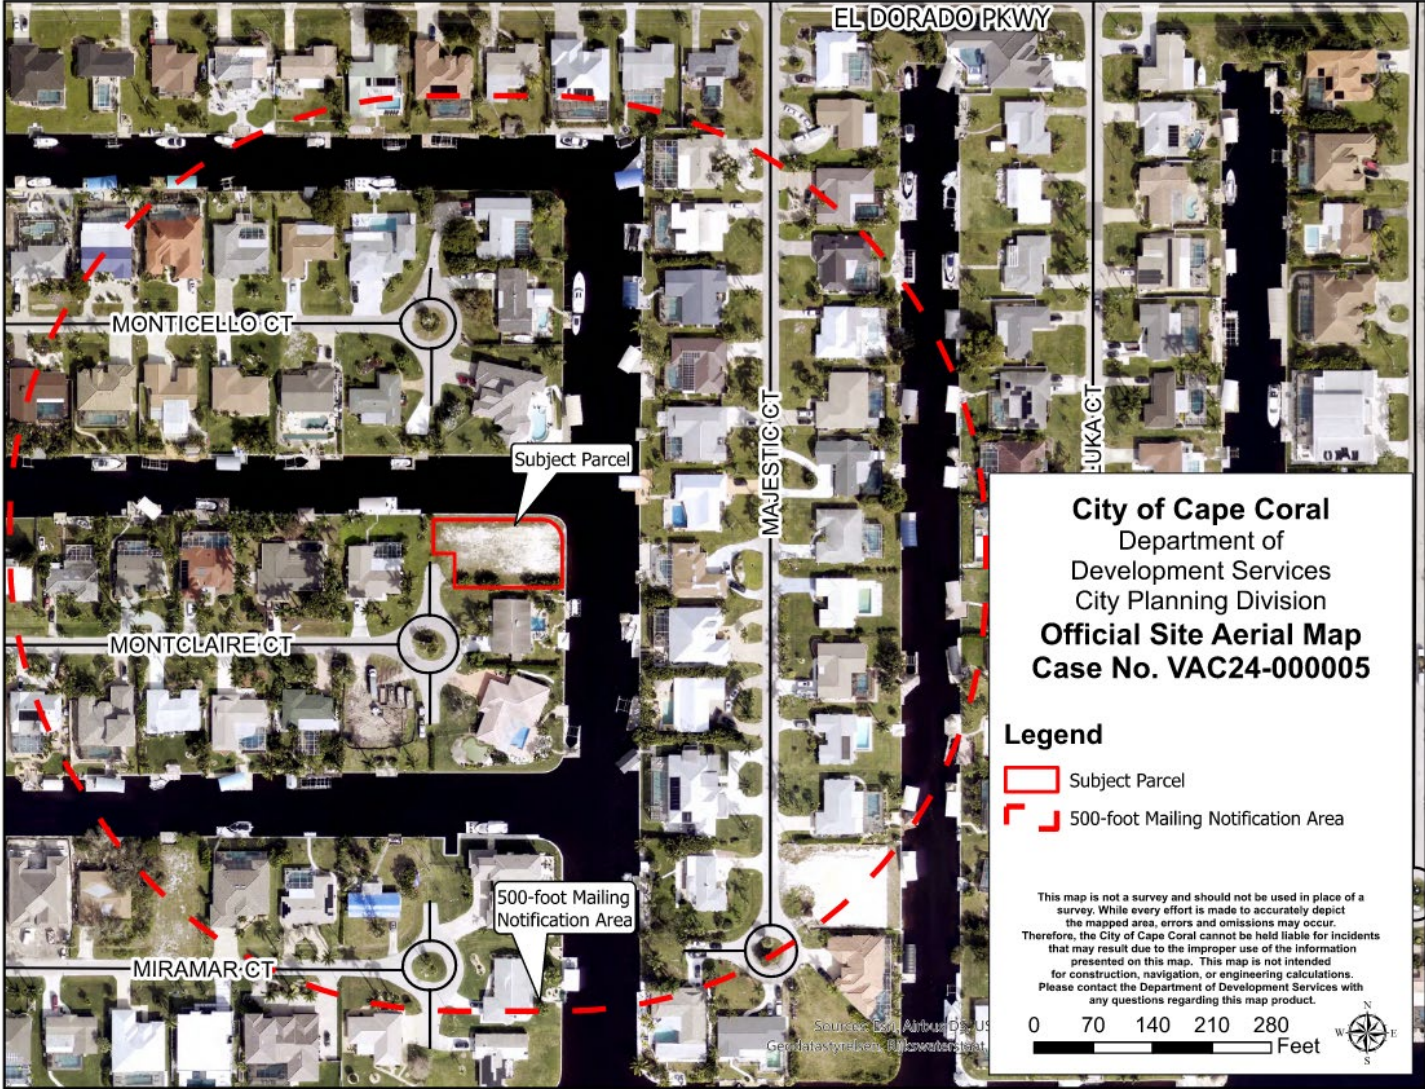 EL DORADO PKWY
MONTICELLO CT
Subject Parcel
MAJESTIC CT
LUKA CT
MONTCLAIRE CT
500-foot Mailing
Notification Area
MIRAMAR CT
City of Cape Coral
Department of
Development Services
City Planning Division
Official Site Aerial Map
Case No. VAC24-000005
Legend
Subject Parcel
500-foot Mailing Notification Area
This map is not a survey and should not be used in place of a
survey. While every effort is made to accurately depict
the mapped area, errors and omissions may occur.
Therefore, the City of Cape Coral cannot be held liable for incidents
that may result due to the improper use of the information
presented on this map. This map is not intended
for construction, navigation, or engineering calculations.
Please contact the Department of Development Services with
any questions regarding this map product.
0 70 140 210 280
Feet
N
W E
S
Sources: Esri, Airbus DS, US
Geodatastyrelsen, Rijkswaterstaat,